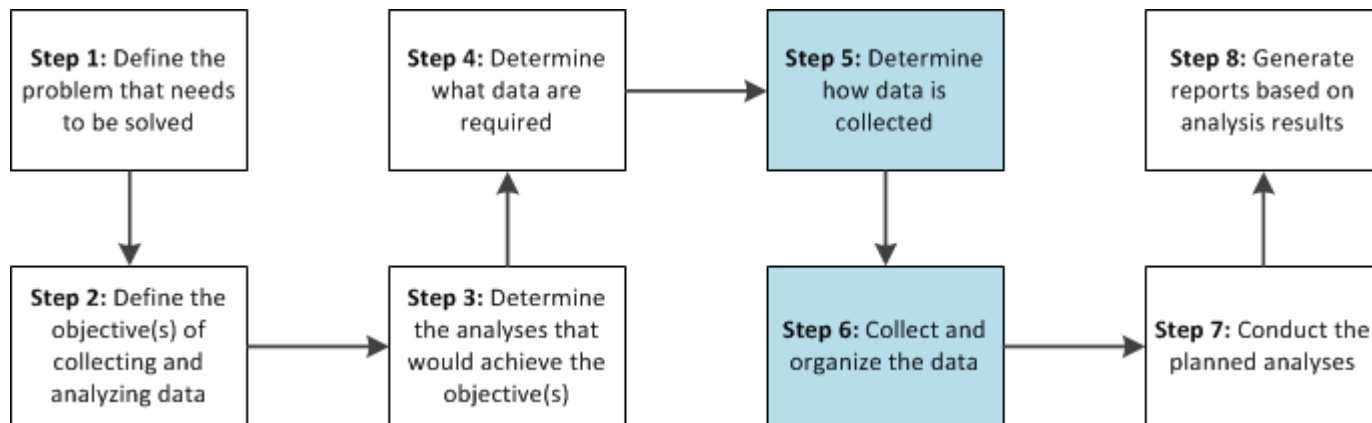 Step 1: Define the
problem that needs
to be solved
Step 2: Define the
objective(s) of
collecting and
analyzing data
Step 3: Determine
the analyses that
would achieve the
objective(s)
Step 4: Determine
what data are
required
Step 5: Determine
how data is
collected
Step 6: Collect and
organize the data
Step 7: Conduct the
planned analyses
Step 8: Generate
reports based on
analysis results